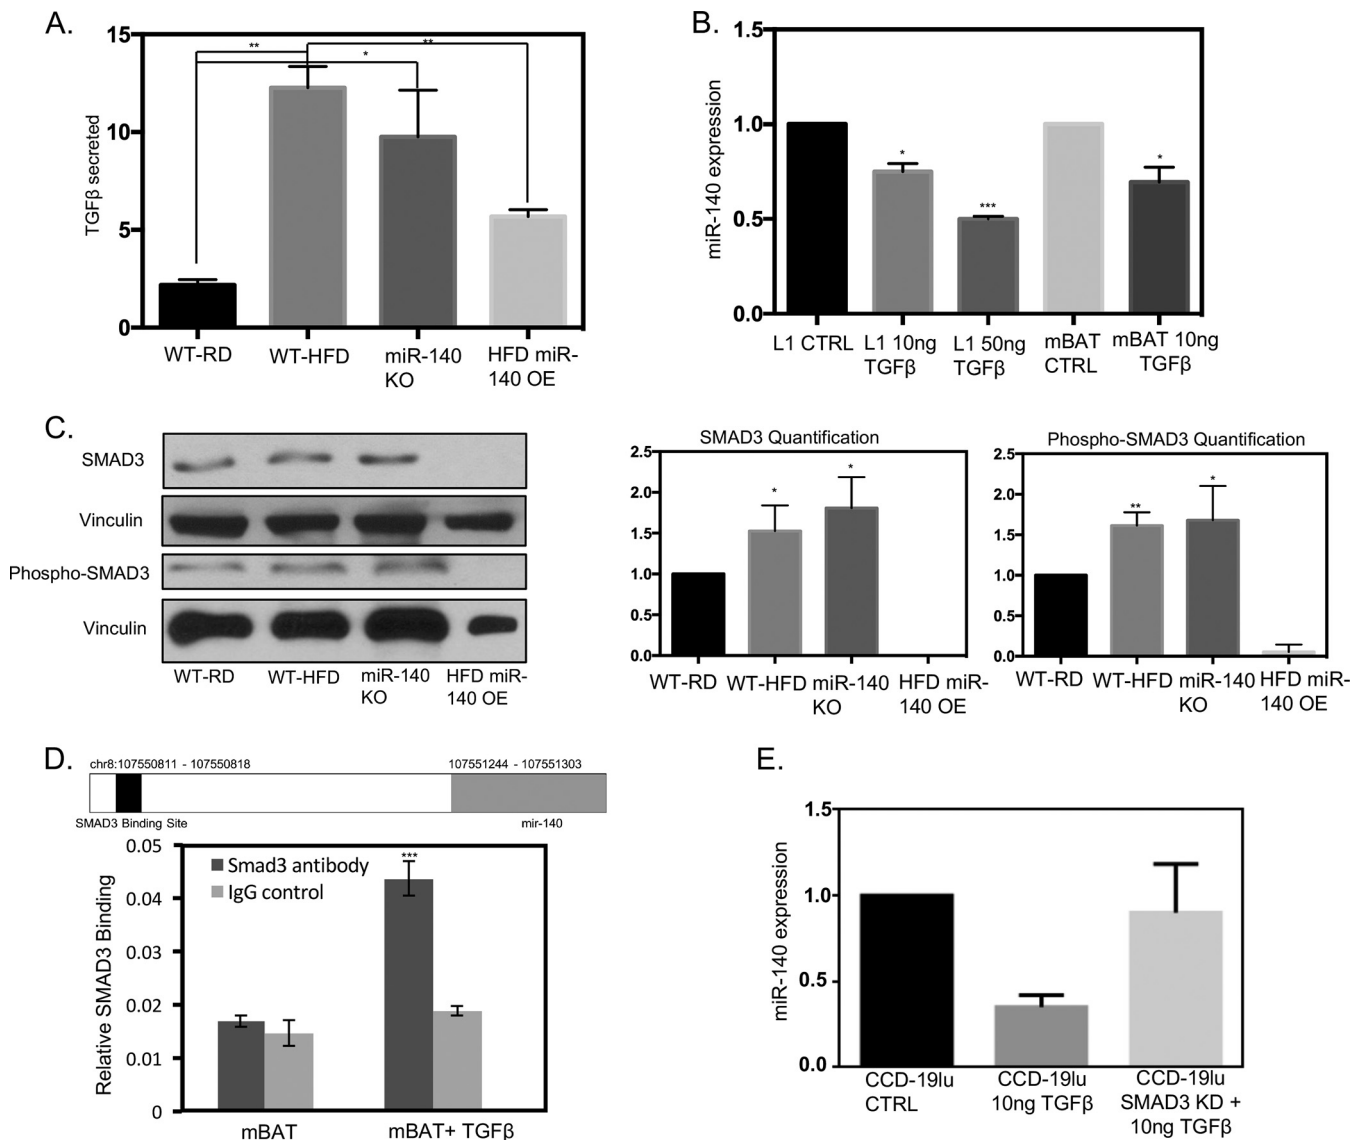 A.
15
10
5
0
TGFβ secreted
**
**
*
WT-RD
WT-HFD
miR-140
KO
HFD miR-
140 OE
B.
1.5
1.0
0.5
0.0
miR-140 expression
*
***
*
L1 CTRL
L1 10ng
TGFβ
L1 50ng
TGFβ
mBAT
CTRL
mBAT 10ng
TGFβ
C.
SMAD3
Vinculin
Phospho-SMAD3
Vinculin
WT-RD
WT-HFD
miR-140
KO
HFD miR-
140 OE
SMAD3 Quantification
2.5
2.0
1.5
1.0
0.5
0.0
*
*
WT-RD
WT-HFD
miR-140
KO
HFD miR-
140 OE
Phospho-SMAD3 Quantification
2.5
2.0
1.5
1.0
0.5
0.0
**
*
WT-RD
WT-HFD
miR-140
KO
HFD miR-
140 OE
D.
chr8:107550811 - 107550818
107551244 - 107551303
SMAD3 Binding Site
mir-140
0.05
0.04
0.03
0.02
0.01
0
Relative SMAD3 Binding
Smad3 antibody
IgG control
***
mBAT
mBAT+ TGFβ
E.
1.5
1.0
0.5
0.0
miR-140 expression
CCD-19lu
CTRL
CCD-19lu
10ng TGFβ
CCD-19lu
SMAD3 KD +
10ng TGFβ